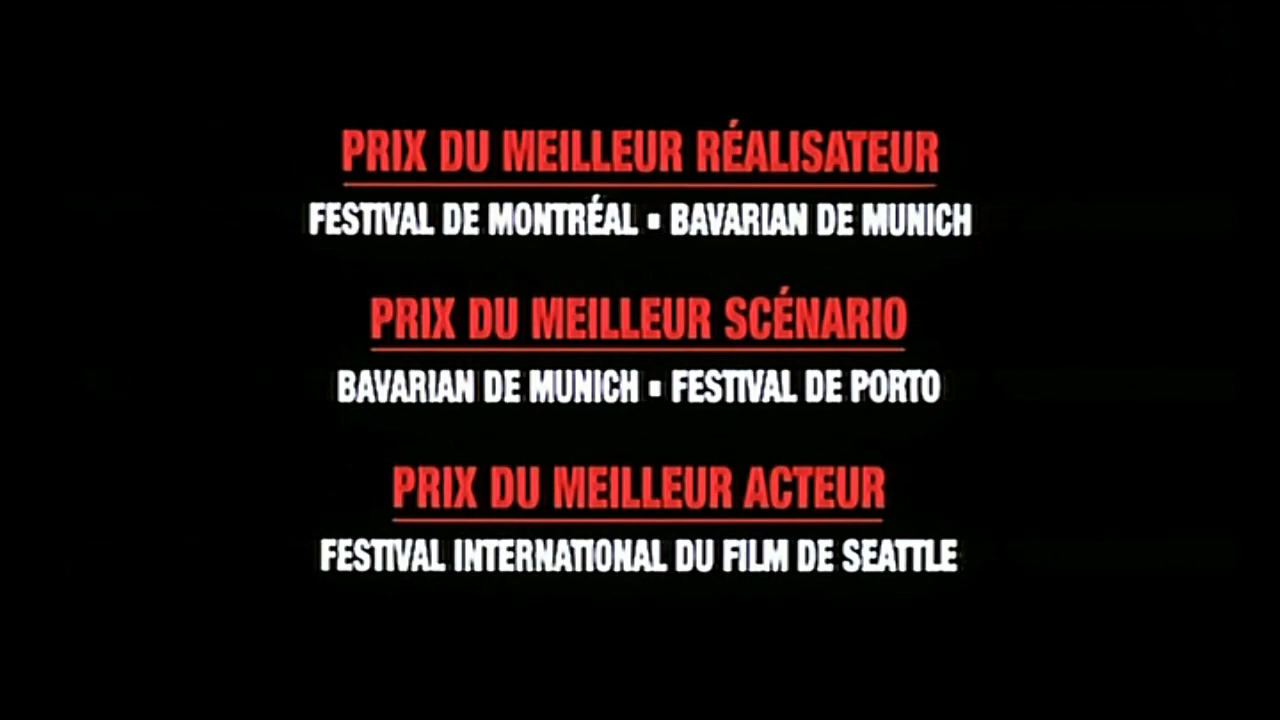 PRIX DU MEILLEUR RÉALISATEUR
FESTIVAL DE MONTRÉAL ▪ BAVARIAN DE MUNICH
PRIX DU MEILLEUR SCÉNARIO
BAVARIAN DE MUNICH ▪ FESTIVAL DE PORTO
PRIX DU MEILLEUR ACTEUR
FESTIVAL INTERNATIONAL DU FILM DE SEATTLE